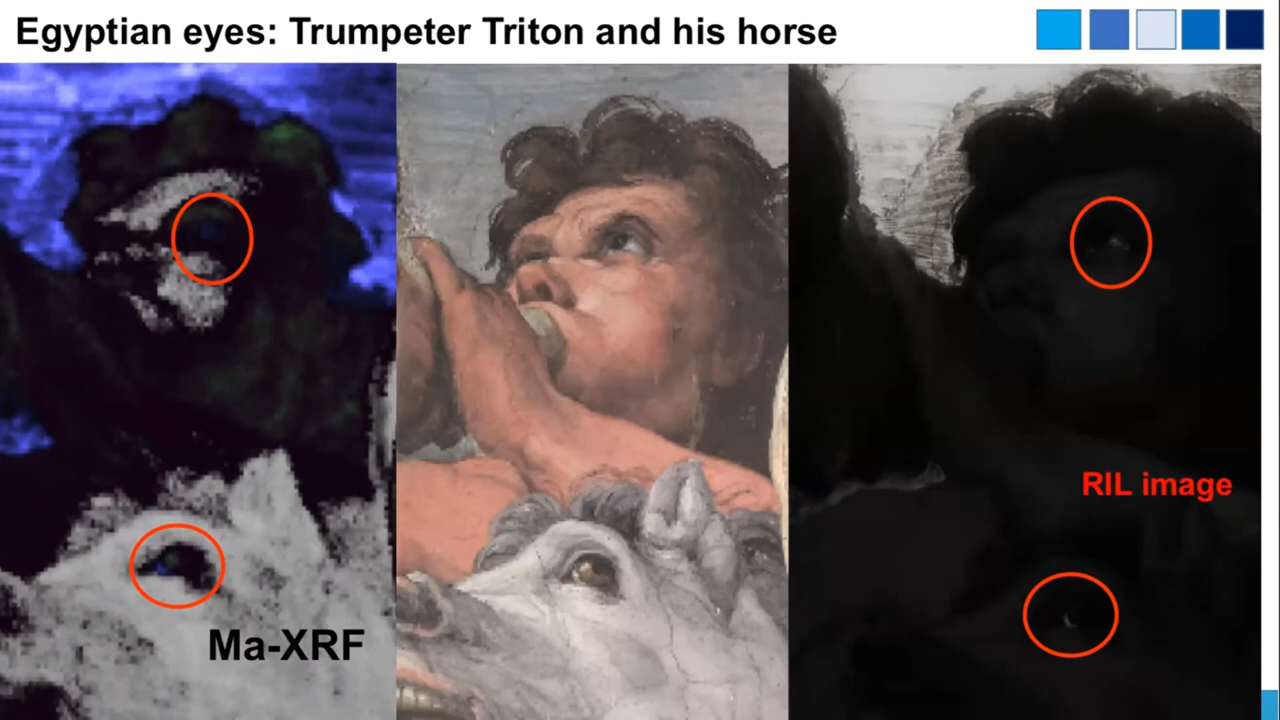 Egyptian eyes: Trumpeter Triton and his horse
RIL image
Ma-XRF